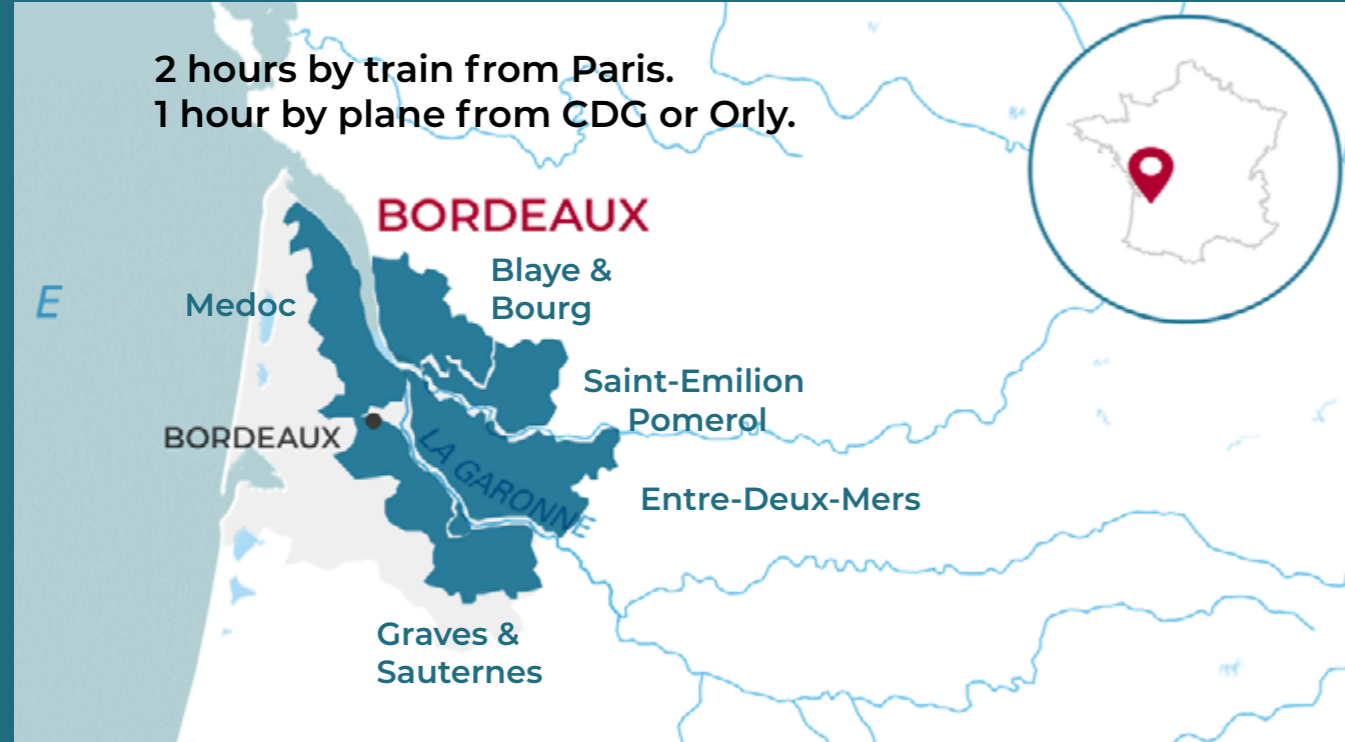 2 hours by train from Paris.
1 hour by plane from CDG or Orly.
BORDEAUX
Blaye &
Bourg
E
Medoc
Saint-Emilion
Pomerol
BORDEAUX
LA GARONNE
Entre-Deux-Mers
Graves &
Sauternes